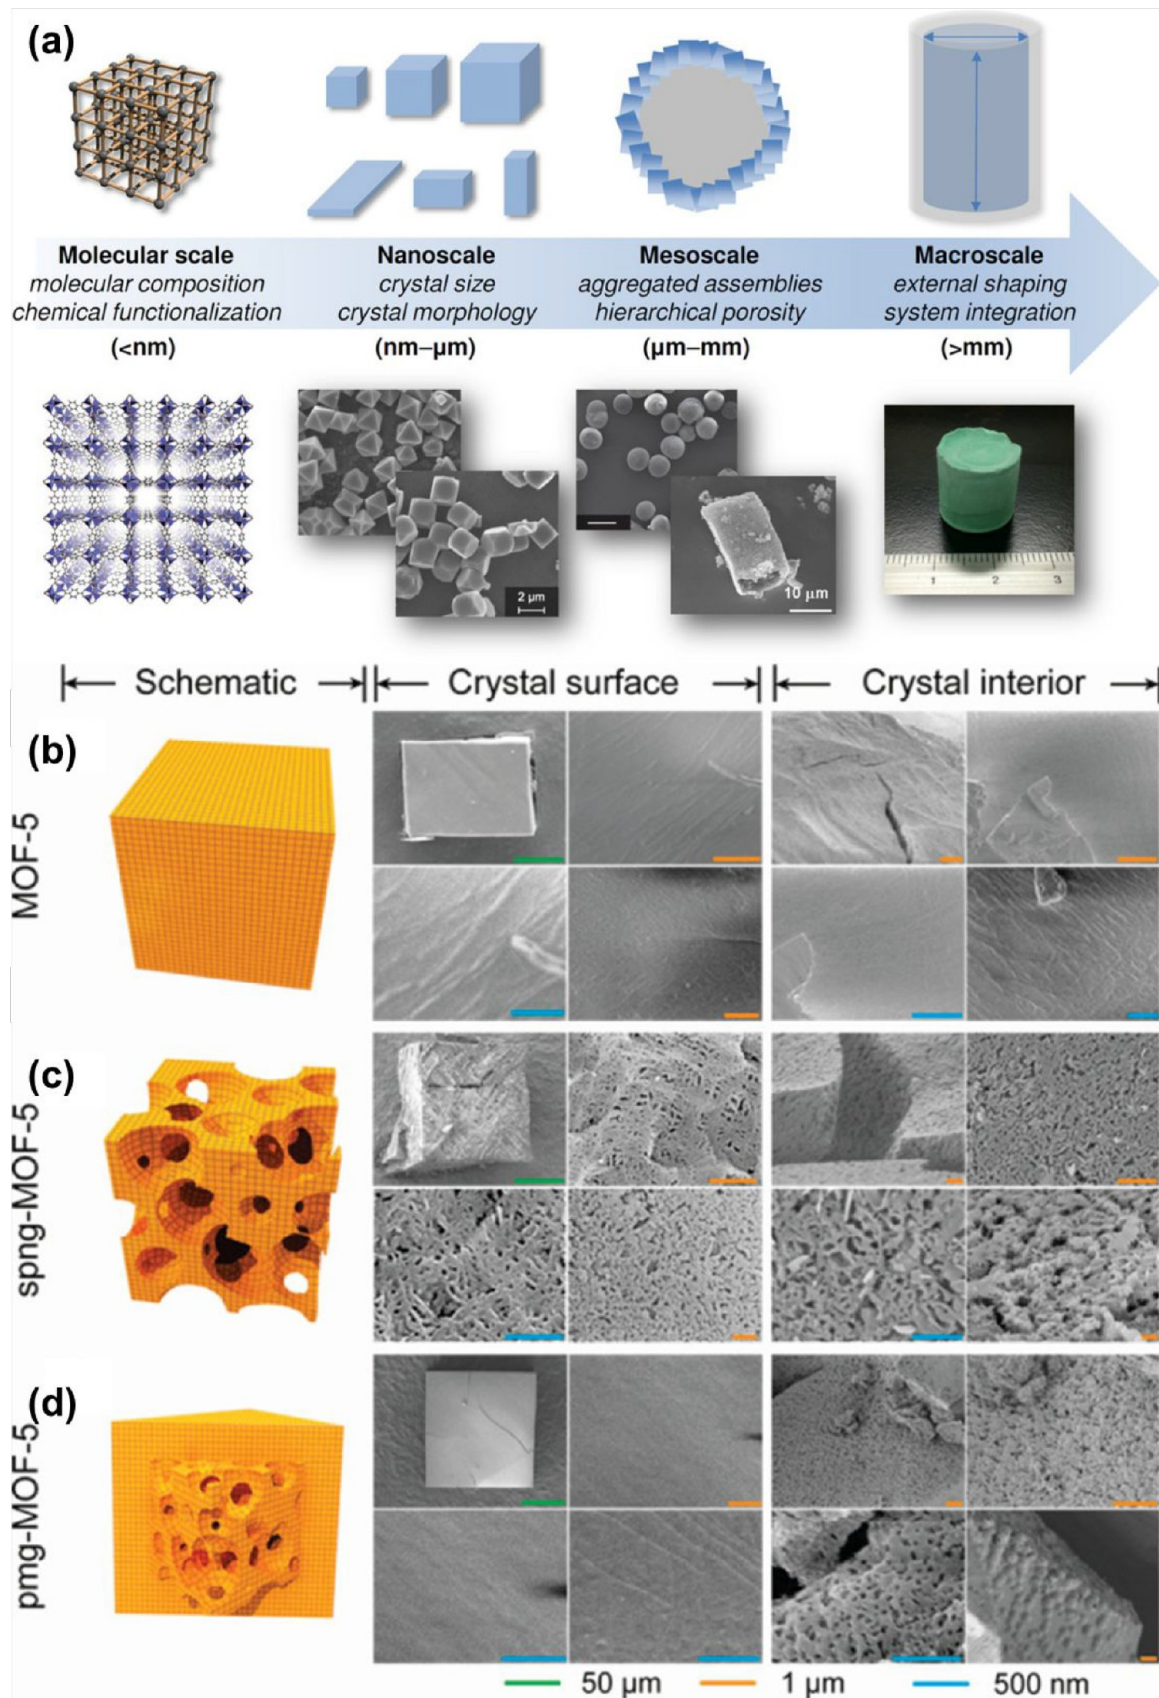 (a)
Molecular scale
molecular composition
chemical functionalization
(<nm)
Nanoscale
crystal size
crystal morphology
(nm–μm)
Mesoscale
aggregated assemblies
hierarchical porosity
(μm–mm)
Macroscale
external shaping
system integration
(>mm)
2 μm
10 μm
1 2 3
Schematic
Crystal surface
Crystal interior
(b)
MOF-5
(c)
spng-MOF-5
(d)
pmg-MOF-5
50 μm
1 μm
500 nm